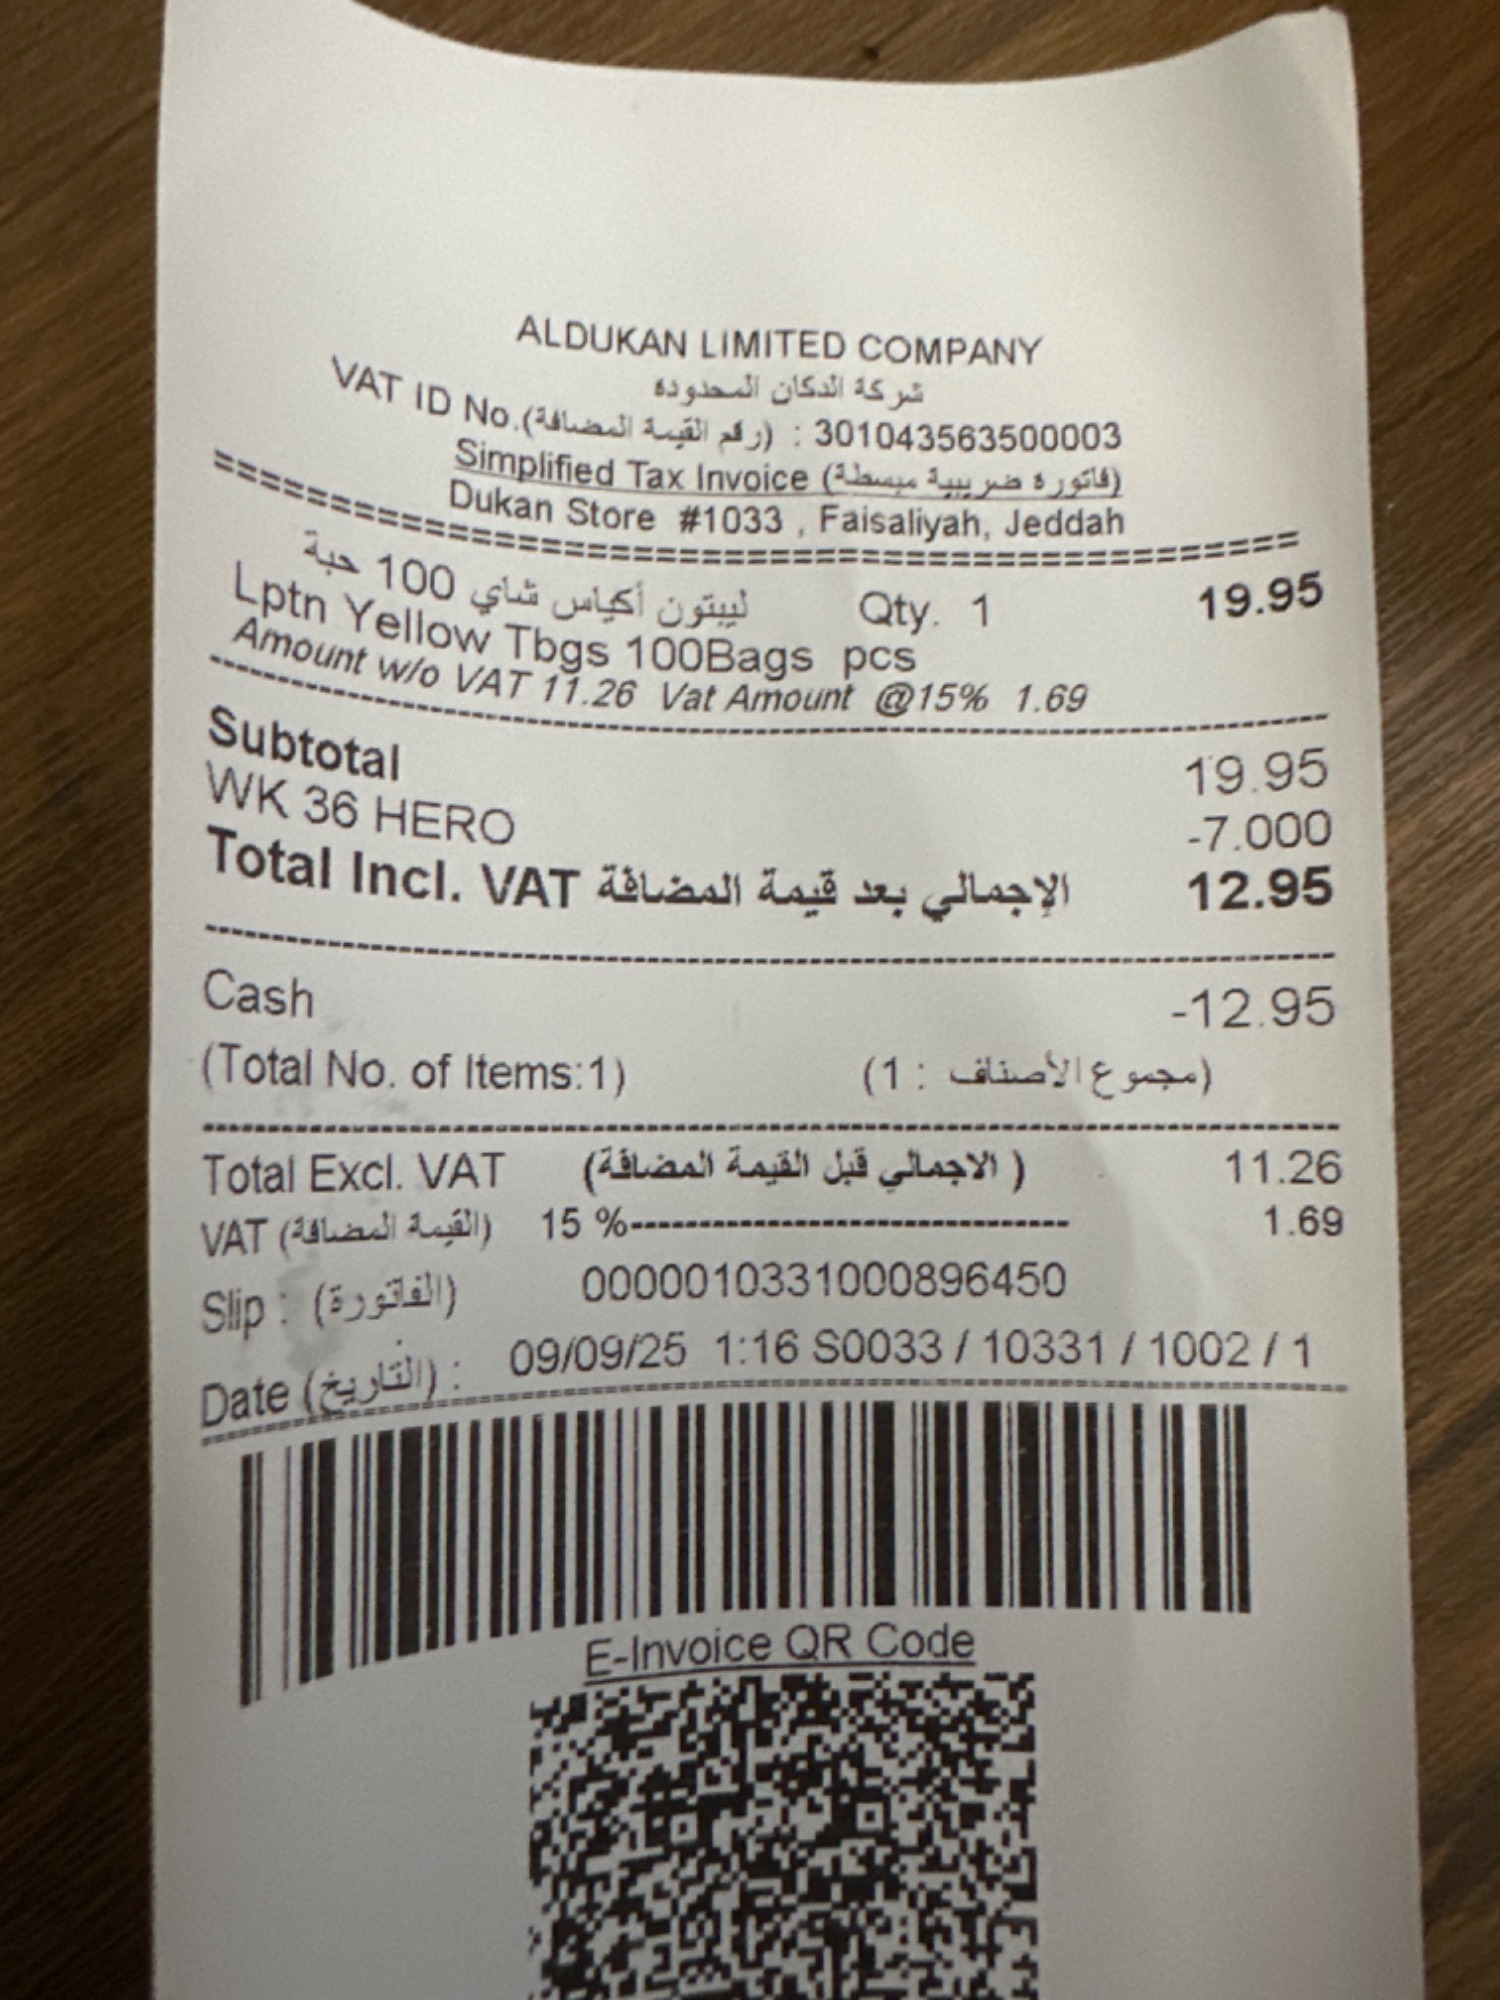 ALDUKAN LIMITED COMPANY
شركة الدكان المحدوده
VAT ID No.(رقم القيمة المضافة) : 301043563500003
Simplified Tax Invoice (فاتوره ضريبية مبسطة)
Dukan Store #1033 , Faisaliyah, Jeddah
ليبتون أكياس شاي 100 حبة Qty. 1 19.95
Lptn Yellow Tbgs 100Bags pcs
Amount w/o VAT 11.26 Vat Amount @15% 1.69
Subtotal 19.95
WK 36 HERO -7.000
Total Incl. VAT الإجمالي بعد قيمة المضافة 12.95
Cash -12.95
(Total No. of Items:1) (مجموع الأصناف : 1)
Total Excl. VAT (الاجمالي قبل القيمة المضافة ) 11.26
VAT (القيمة المضافة) 15 %------------------------------ 1.69
Slip : (الفاتورة) 0000010331000896450
Date (التاريخ) : 09/09/25 1:16 S0033 / 10331 / 1002 / 1
E-Invoice QR Code